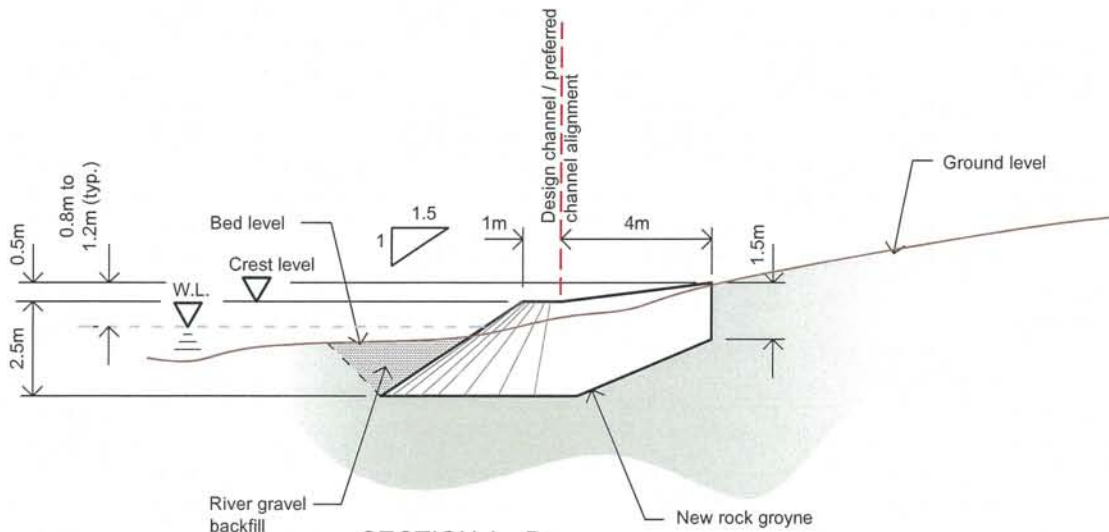 Design channel / preferred
channel alignment
Ground level
0.8m to
1.2m (typ.)
0.5m
Bed level
1.5
1
1m
4m
1.5m
Crest level
W.L.
2.5m
River gravel
backfill
New rock groyne